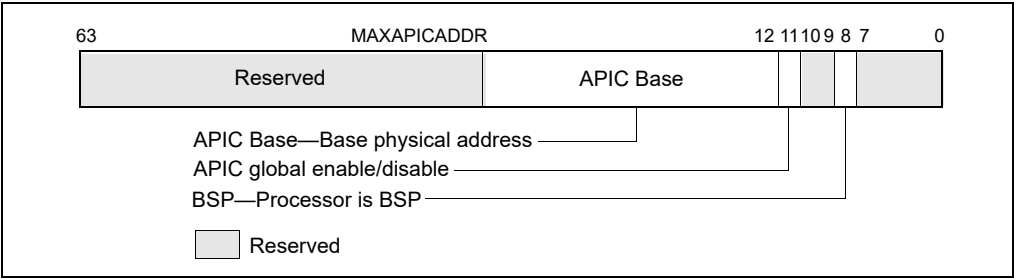 63 MAXAPICADDR 12 11 10 9 8 7 0
Reserved APIC Base
APIC Base—Base physical address
APIC global enable/disable
BSP—Processor is BSP
Reserved